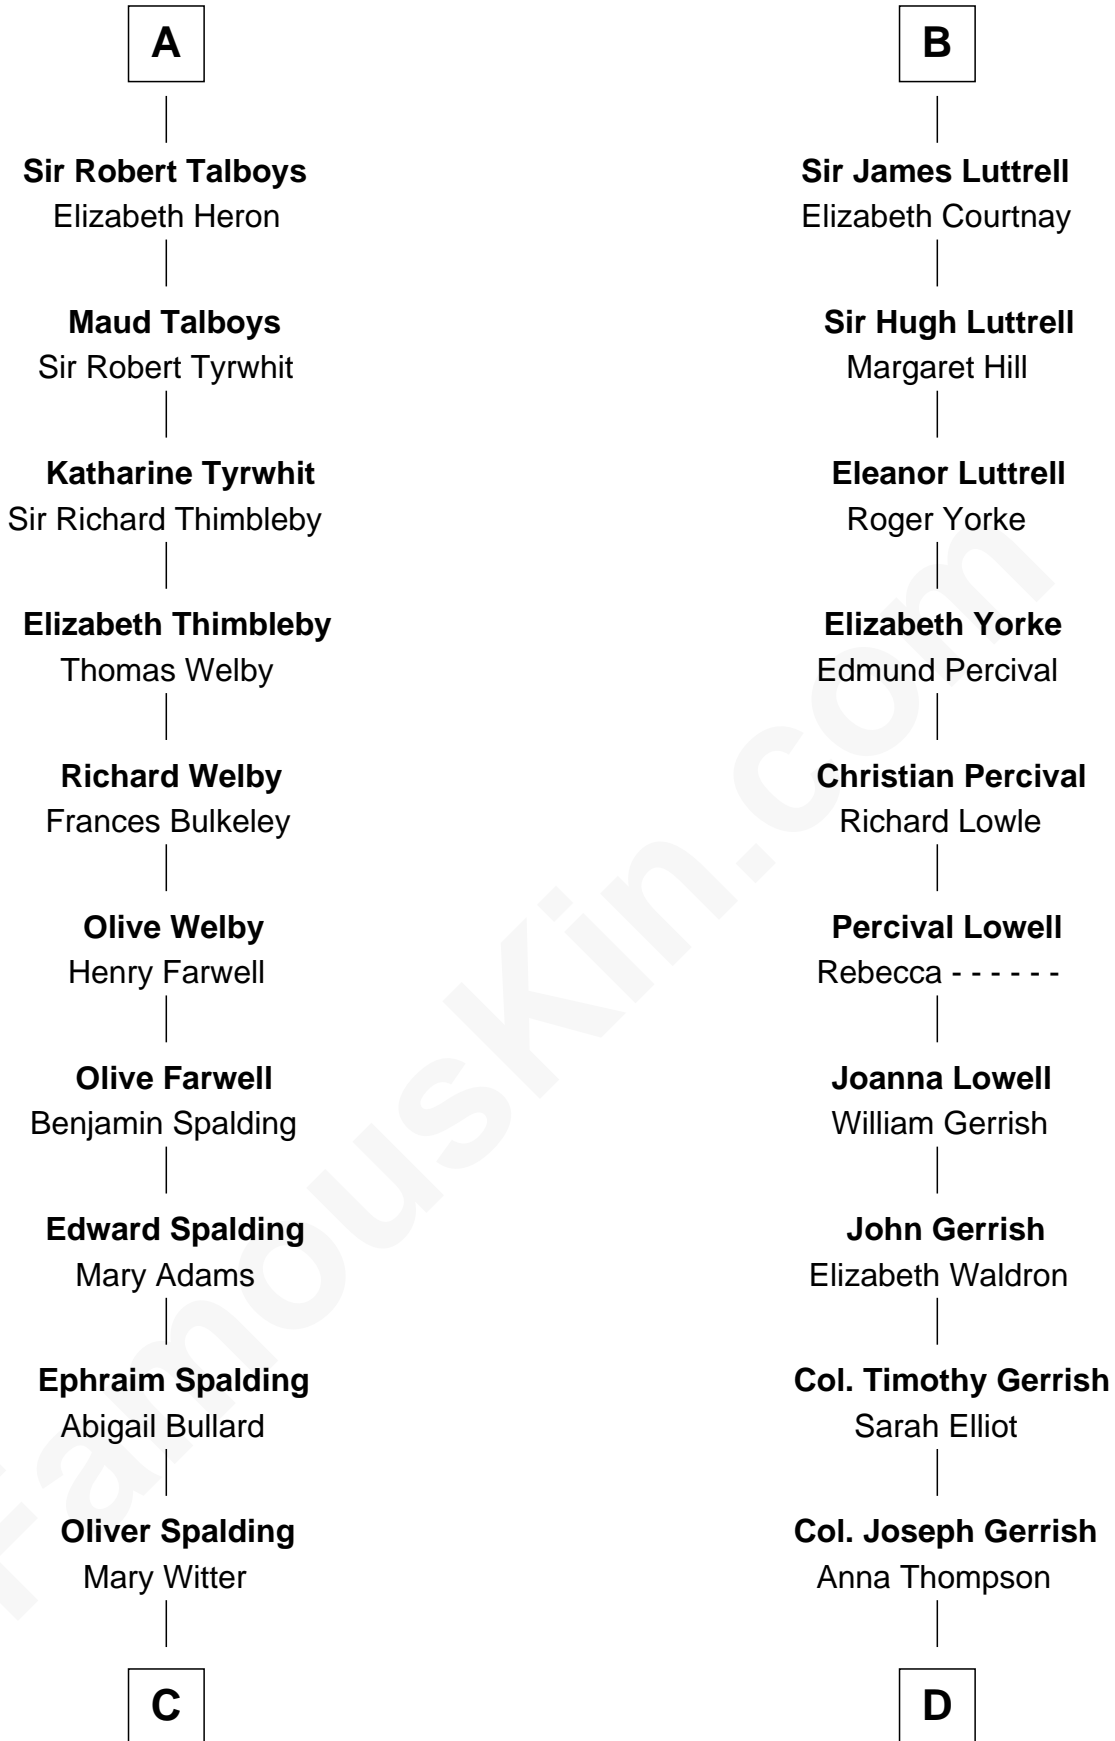 A
Sir Robert Talboys
Elizabeth Heron
Maud Talboys
Sir Robert Tyrwhit
Katharine Tyrwhit
Sir Richard Thimbleby
Elizabeth Thimbleby
Thomas Welby
Richard Welby
Frances Bulkeley
Olive Welby
Henry Farwell
Olive Farwell
Benjamin Spalding
Edward Spalding
Mary Adams
Ephraim Spalding
Abigail Bullard
Oliver Spalding
Mary Witter
C
B
Sir James Luttrell
Elizabeth Courtnay
Sir Hugh Luttrell
Margaret Hill
Eleanor Luttrell
Roger Yorke
Elizabeth Yorke
Edmund Percival
Christian Percival
Richard Lowle
Percival Lowell
Rebecca - - - - - -
Joanna Lowell
William Gerrish
John Gerrish
Elizabeth Waldron
Col. Timothy Gerrish
Sarah Elliot
Col. Joseph Gerrish
Anna Thompson
D
FamousKin.com